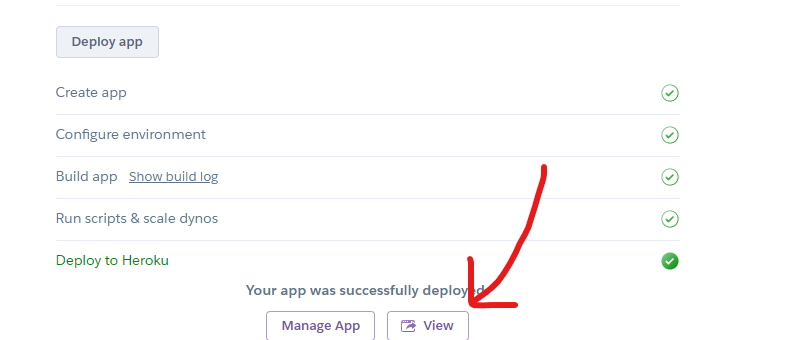 Deploy app
Create app
Configure environment
Build app Show build log
Run scripts & scale dynos
Deploy to Heroku
Your app was successfully deployed
Manage App View